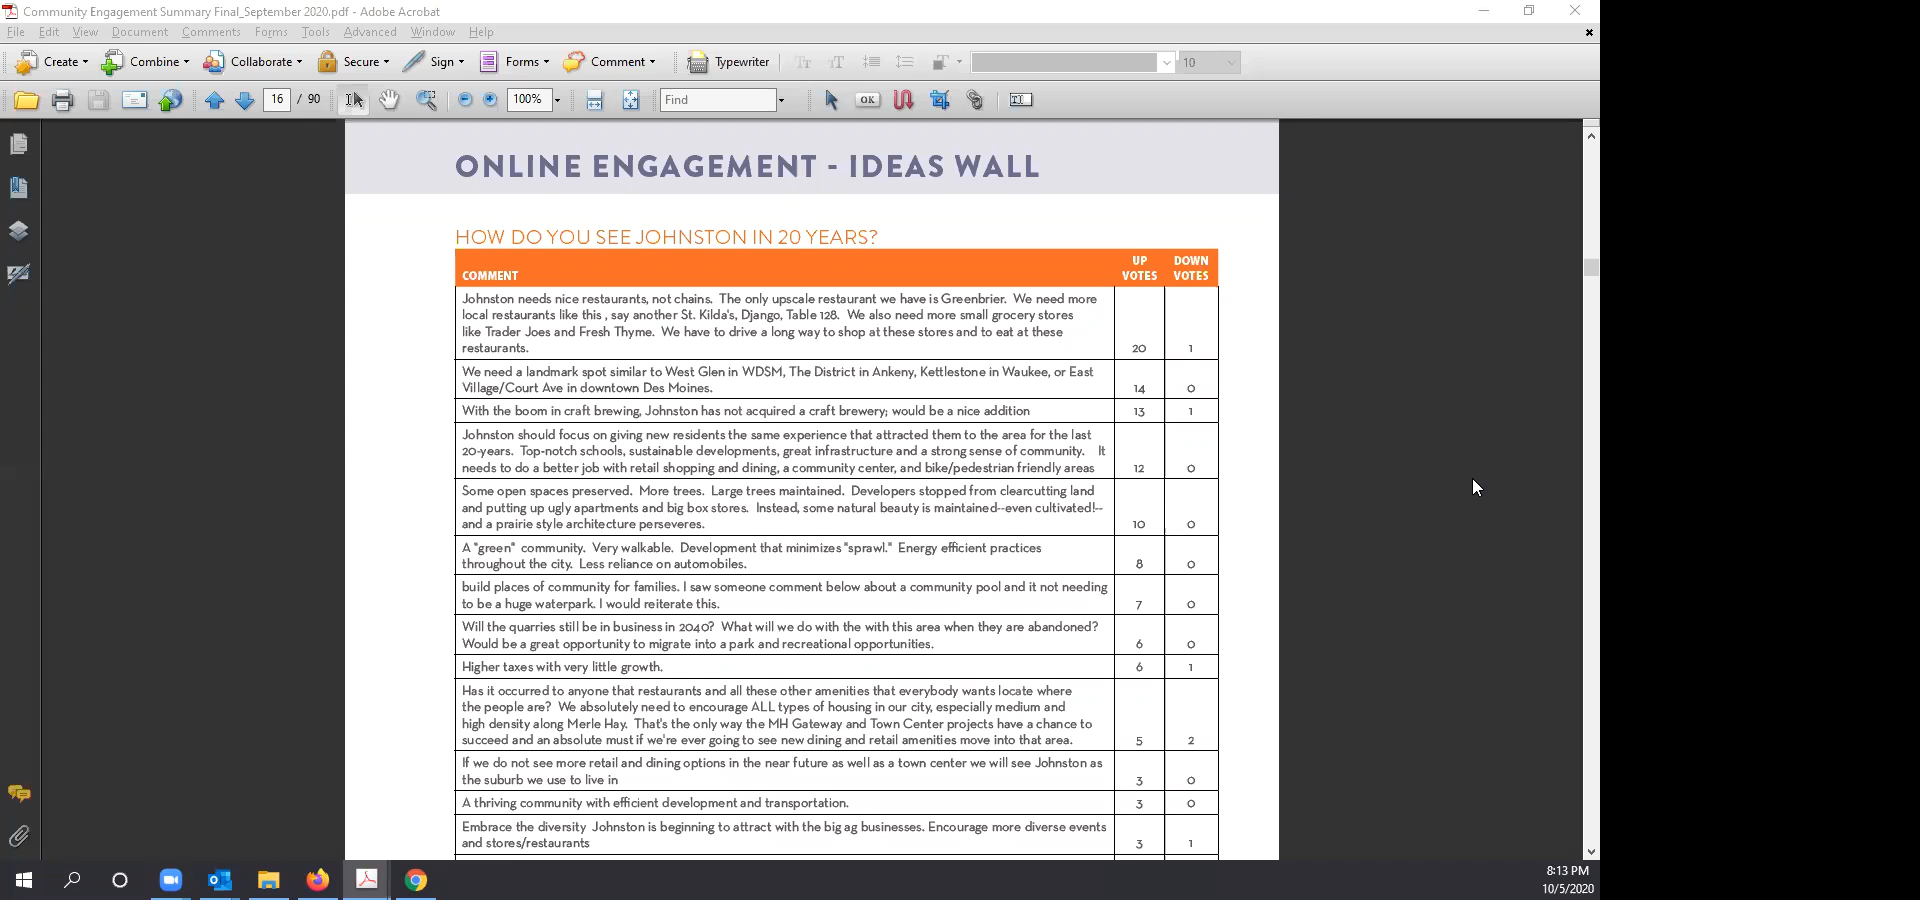 Community Engagement Summary Final_September 2020.pdf - Adobe Acrobat
File Edit View Document Comments Forms Tools Advanced Window Help
Create Combine Collaborate Secure Sign Forms Comment Typewriter 10
16 / 90 100% Find OK
ONLINE ENGAGEMENT - IDEAS WALL
HOW DO YOU SEE JOHNSTON IN 20 YEARS?
UP DOWN
COMMENT VOTES VOTES
Johnston needs nice restaurants, not chains. The only upscale restaurant we have is Greenbrier. We need more
local restaurants like this , say another St. Kilda's, Django, Table 128. We also need more small grocery stores
like Trader Joes and Fresh Thyme. We have to drive a long way to shop at these stores and to eat at these
restaurants. 20 1
We need a landmark spot similar to West Glen in WDSM, The District in Ankeny, Kettlestone in Waukee, or East
Village/Court Ave in downtown Des Moines. 14 0
With the boom in craft brewing, Johnston has not acquired a craft brewery; would be a nice addition 13 1
Johnston should focus on giving new residents the same experience that attracted them to the area for the last
20-years. Top-notch schools, sustainable developments, great infrastructure and a strong sense of community. It
needs to do a better job with retail shopping and dining, a community center, and bike/pedestrian friendly areas 12 0
Some open spaces preserved. More trees. Large trees maintained. Developers stopped from clearcutting land
and putting up ugly apartments and big box stores. Instead, some natural beauty is maintained--even cultivated!--
and a prairie style architecture perseveres. 10 0
A "green" community. Very walkable. Development that minimizes "sprawl." Energy efficient practices
throughout the city. Less reliance on automobiles. 8 0
build places of community for families. I saw someone comment below about a community pool and it not needing
to be a huge waterpark. I would reiterate this. 7 0
Will the quarries still be in business in 2040? What will we do with the with this area when they are abandoned?
Would be a great opportunity to migrate into a park and recreational opportunities. 6 0
Higher taxes with very little growth. 6 1
Has it occurred to anyone that restaurants and all these other amenities that everybody wants locate where
the people are? We absolutely need to encourage ALL types of housing in our city, especially medium and
high density along Merle Hay. That's the only way the MH Gateway and Town Center projects have a chance to
succeed and an absolute must if we're ever going to see new dining and retail amenities move into that area. 5 2
If we do not see more retail and dining options in the near future as well as a town center we will see Johnston as
the suburb we use to live in 3 0
A thriving community with efficient development and transportation. 3 0
Embrace the diversity Johnston is beginning to attract with the big ag businesses. Encourage more diverse events
and stores/restaurants 3 1
8:13 PM
10/5/2020